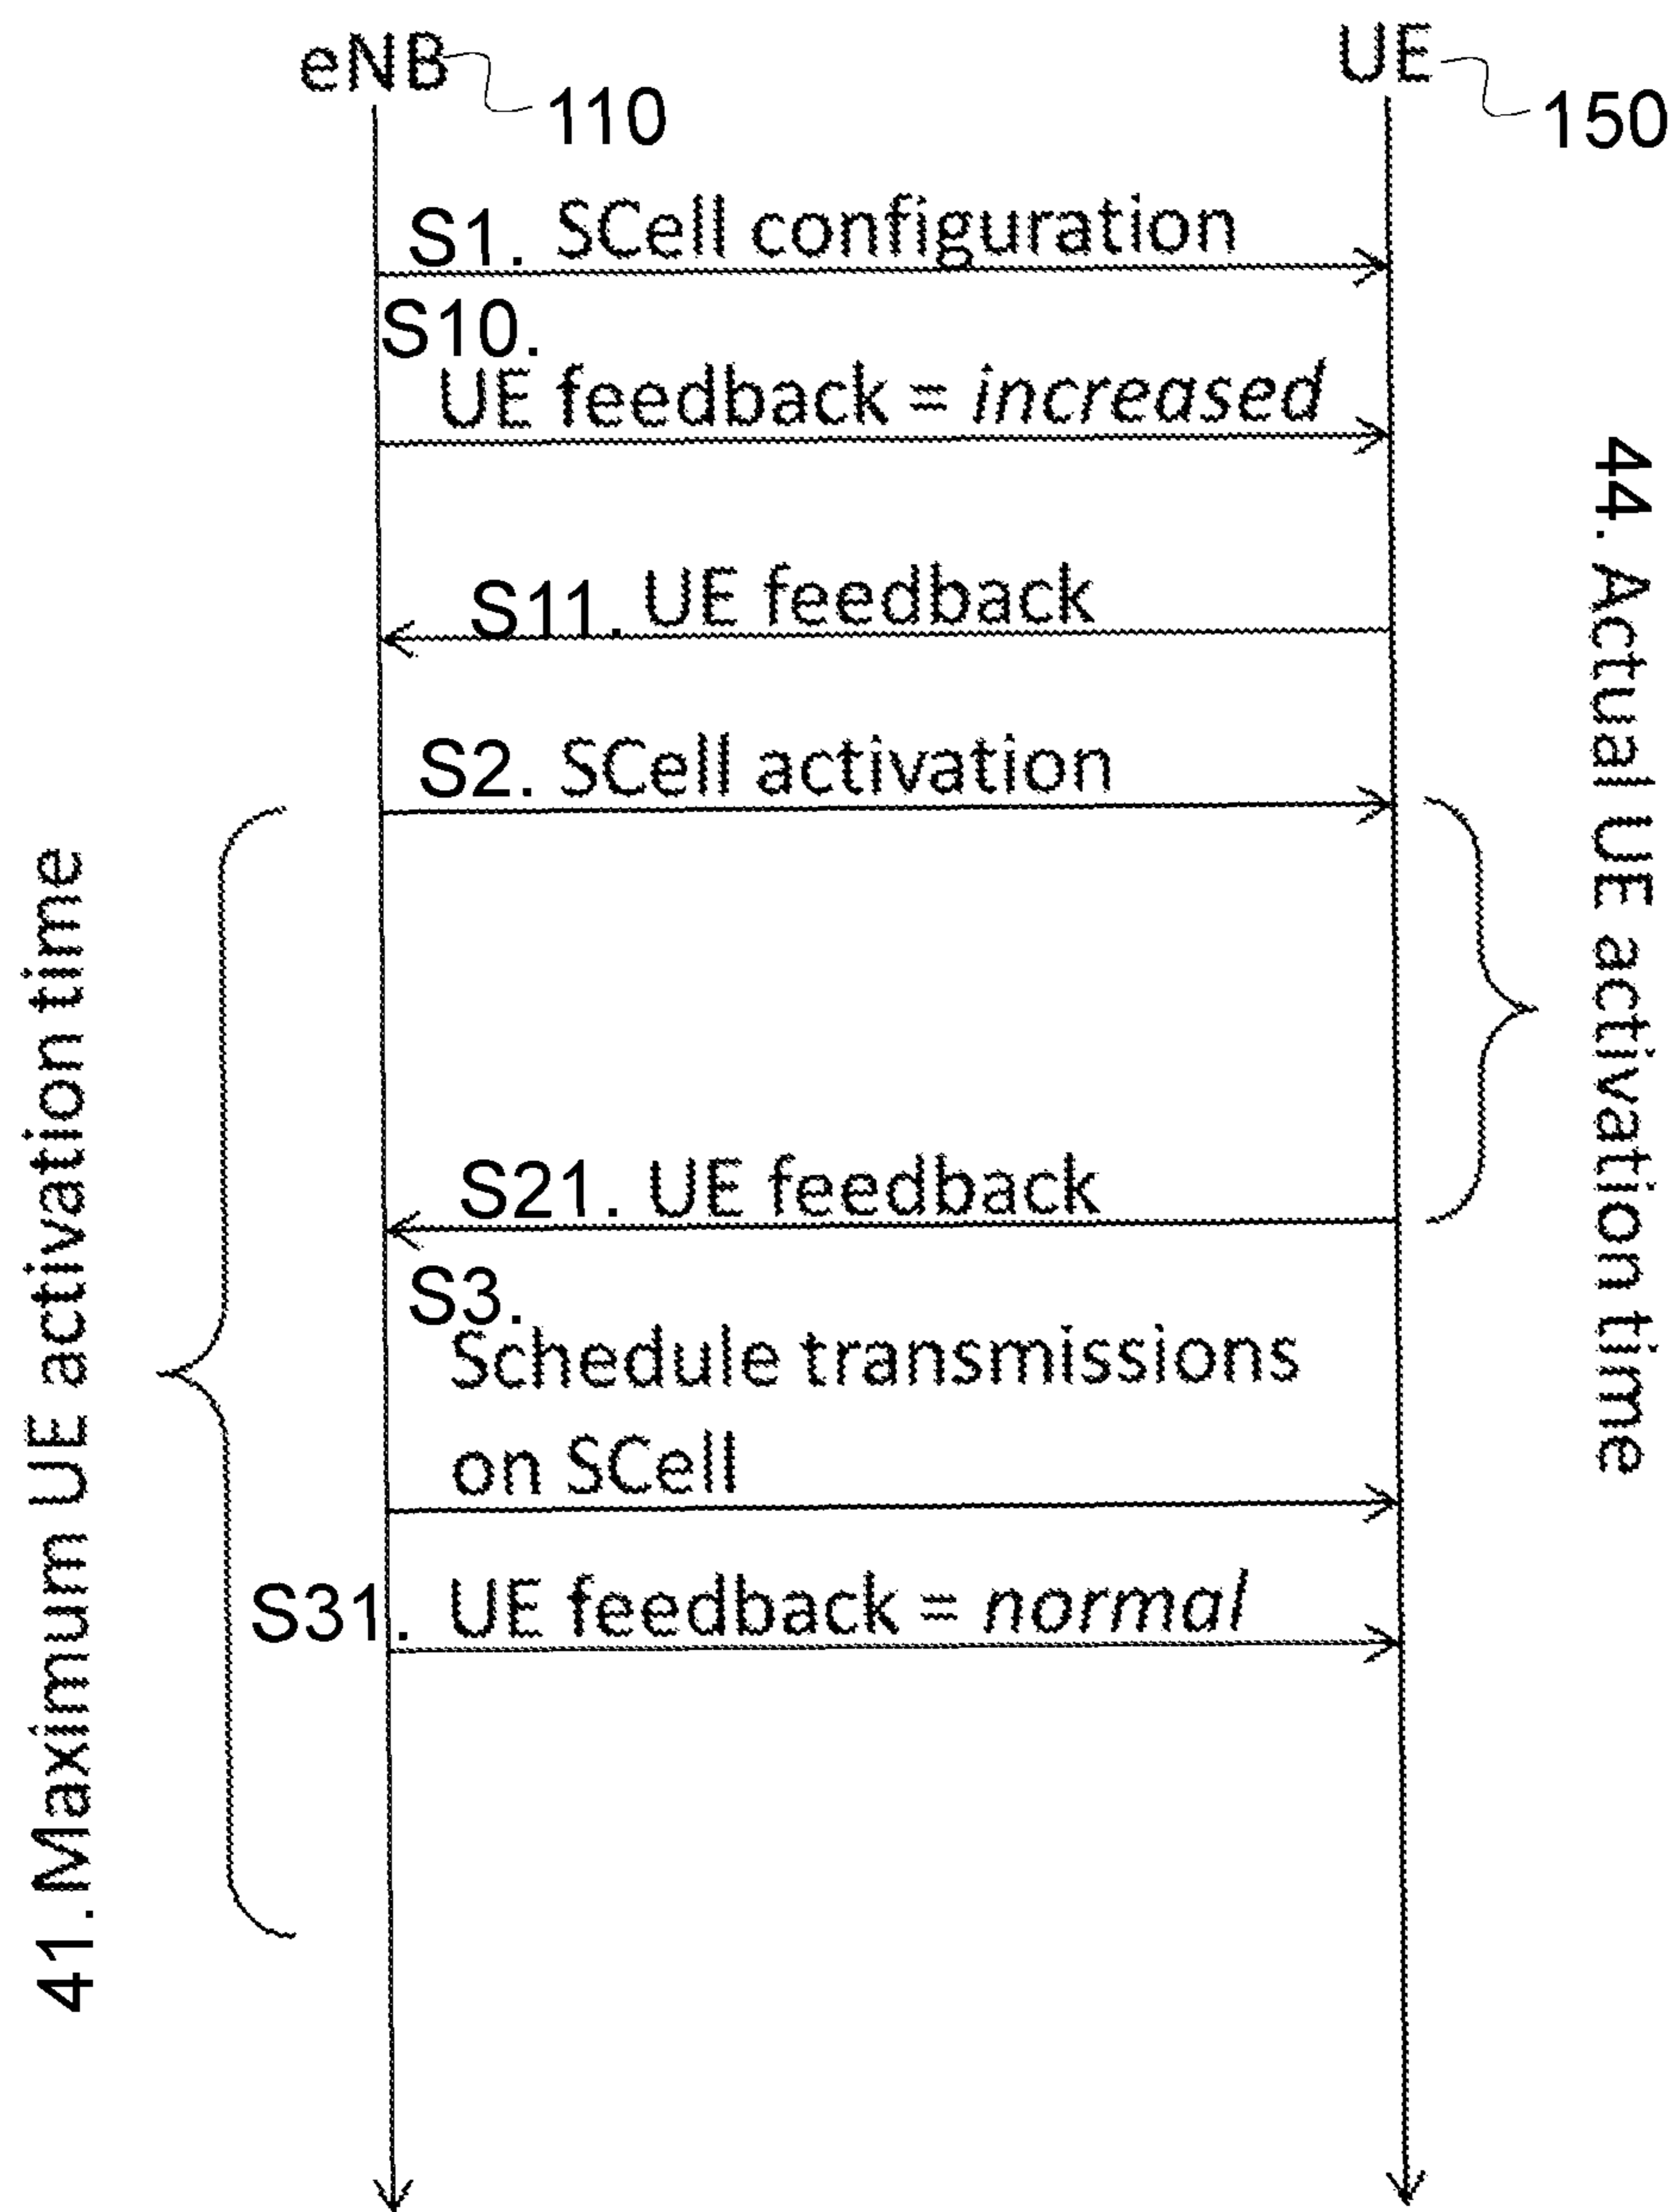 eNB 110
UE 150
S1. SCell configuration
S10.
UE feedback = increased
S11. UE feedback
S2. SCell activation
S21. UE feedback
S3.
Schedule transmissions
on SCell
S31. UE feedback = normal
41. Maximum UE activation time
44. Actual UE activation time